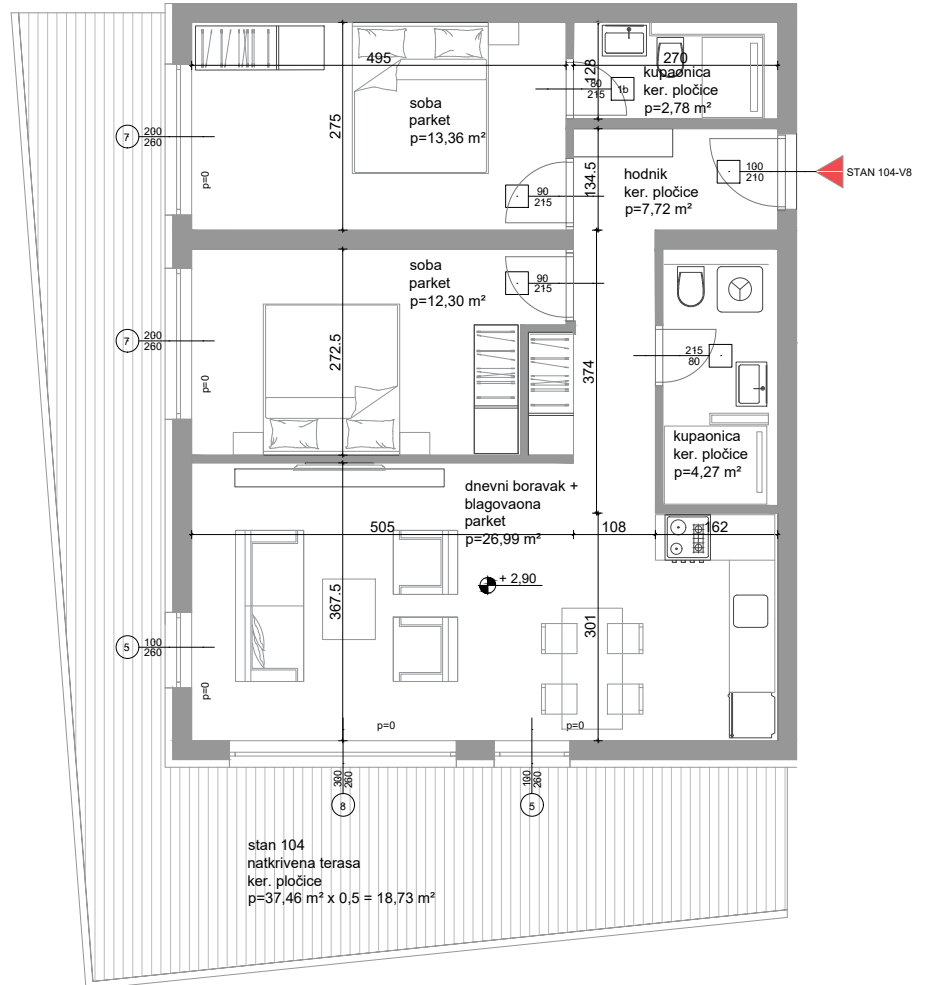 495
270
128
80
215
1b
kupaonica
ker. pločice
p=2,78 m²
soba
parket
p=13,36 m²
275
7
200
260
p=0
134.5
90
215
hodnik
ker. pločice
p=7,72 m²
100
210
STAN 104-V8
soba
parket
p=12,30 m²
90
215
272.5
7
200
260
p=0
374
215
80
kupaonica
ker. pločice
p=4,27 m²
dnevni boravak +
blagovaona
parket
p=26,99 m²
505
108
162
+ 2,90
367.5
301
5
100
260
p=0
p=0
p=0
300
260
8
100
260
5
stan 104
natkrivena terasa
ker. pločice
p=37,46 m² x 0,5 = 18,73 m²